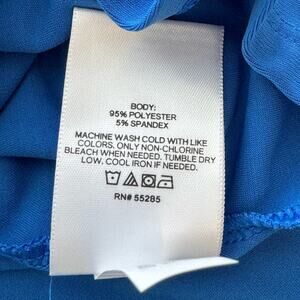 BODY:
95% POLYESTER
5% SPANDEX
MACHINE WASH COLD WITH LIKE
COLORS. ONLY NON-CHLORINE
BLEACH WHEN NEEDED. TUMBLE DRY
LOW. COOL IRON IF NEEDED.
RN# 55285